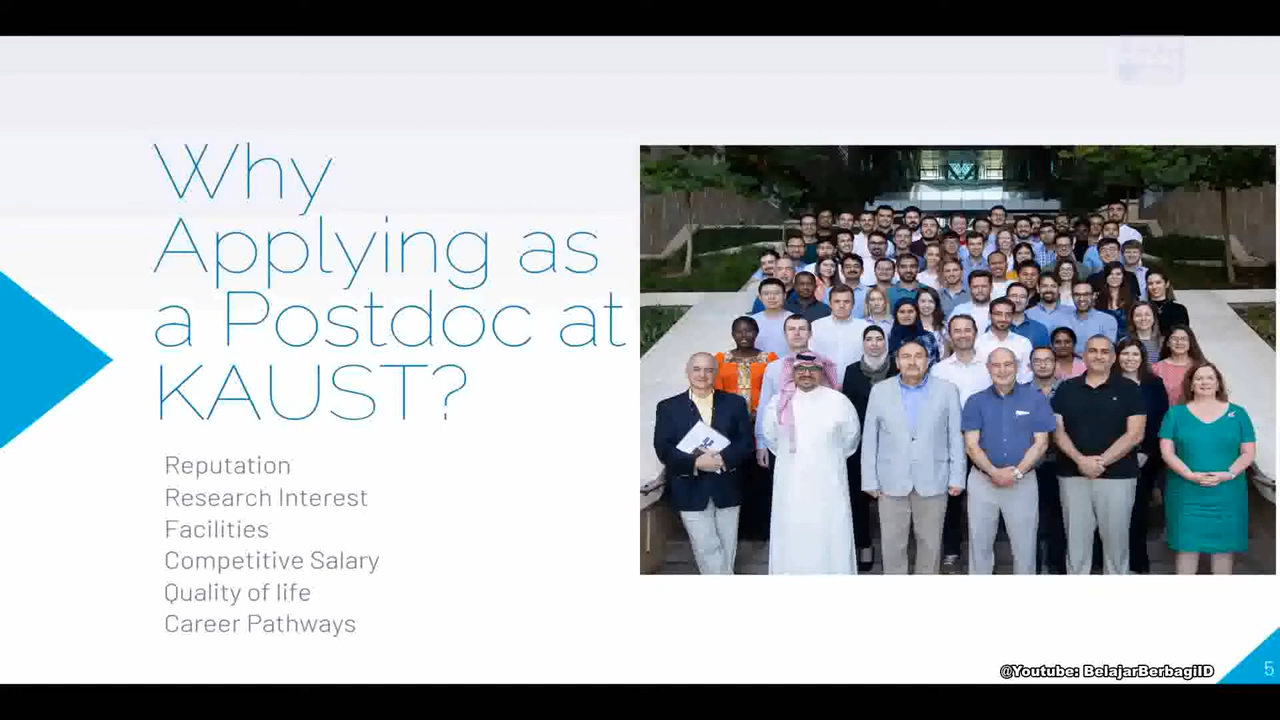 Why
Applying as
a Postdoc at
KAUST?
Reputation
Research Interest
Facilities
Competitive Salary
Quality of life
Career Pathways
@Youtube: BelajarBerbagiID
5